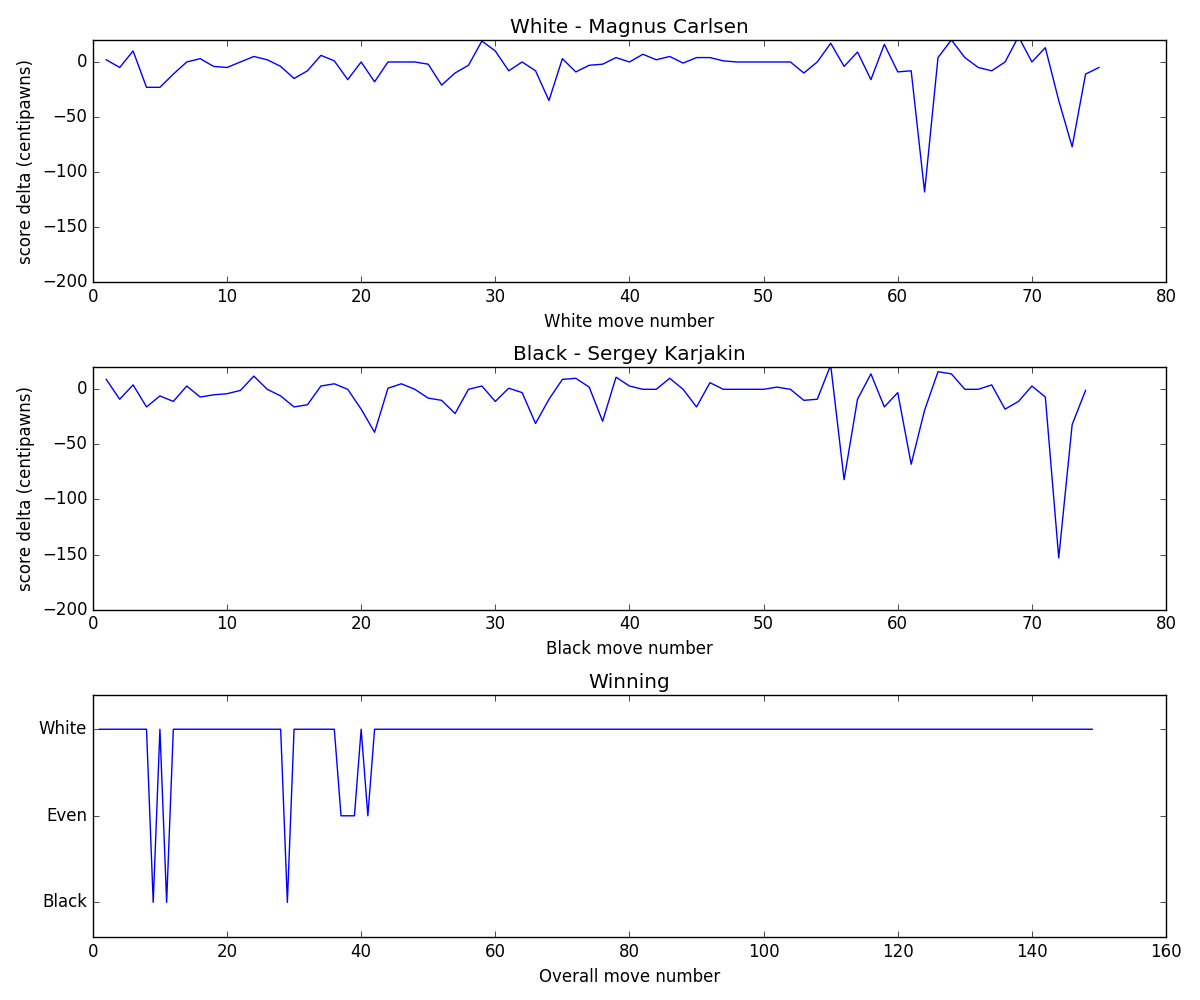 White - Magnus Carlsen
score delta (centipawns)
0
−50
−100
−150
−200
0 10 20 30 40 50 60 70 80
White move number
Black - Sergey Karjakin
score delta (centipawns)
0
−50
−100
−150
−200
0 10 20 30 40 50 60 70 80
Black move number
Winning
White
Even
Black
0 20 40 60 80 100 120 140 160
Overall move number